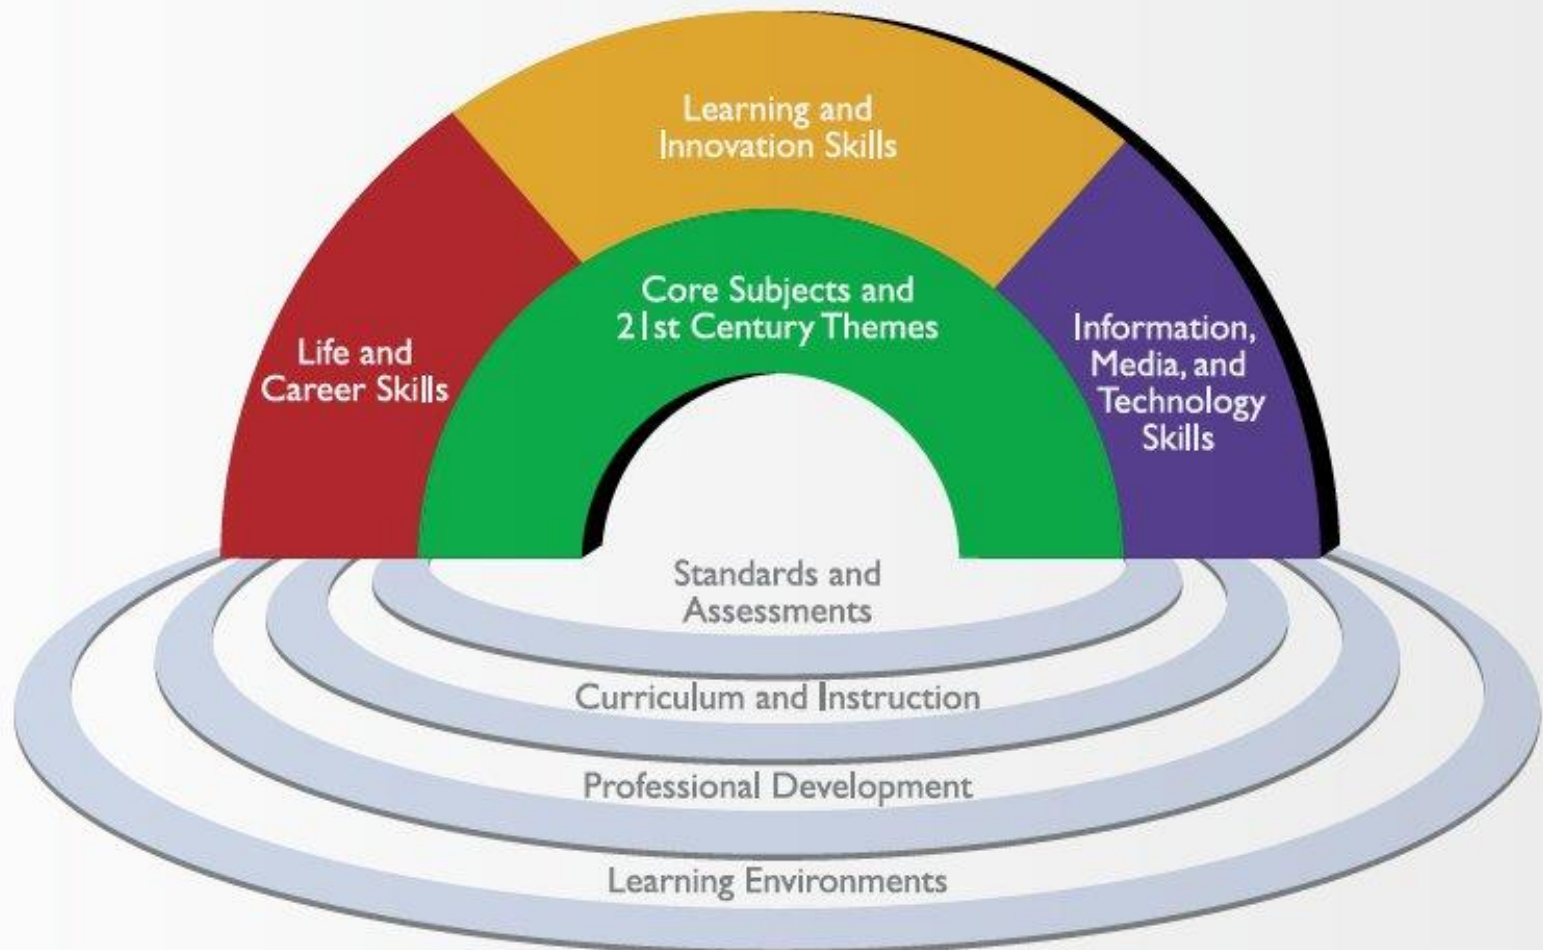 Learning and
Innovation Skills
Core Subjects and
21st Century Themes
Life and
Career Skills
Information,
Media, and
Technology
Skills
Standards and
Assessments
Curriculum and Instruction
Professional Development
Learning Environments